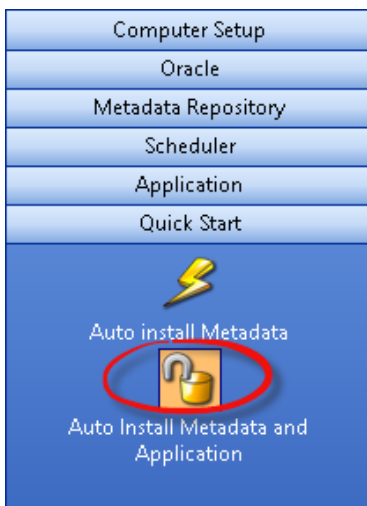 Computer Setup
Oracle
Metadata Repository
Scheduler
Application
Quick Start
Auto install Metadata
Auto Install Metadata and
Application